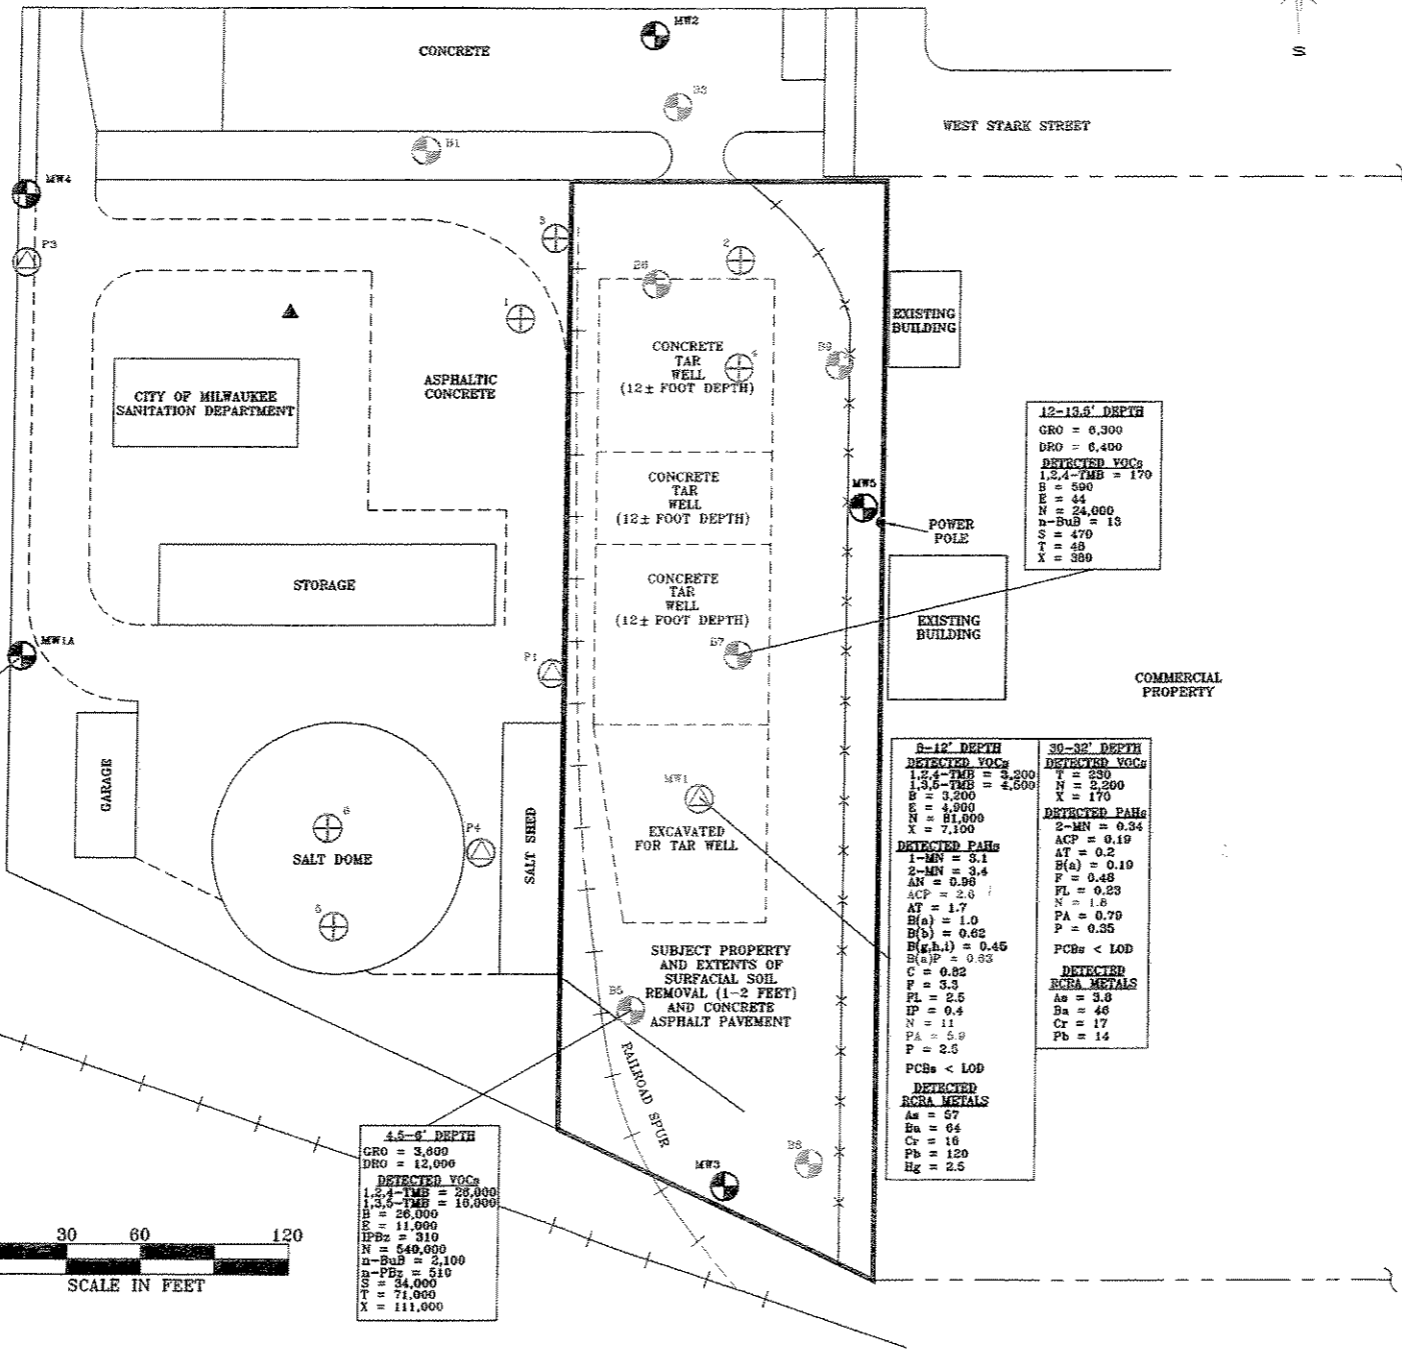 S
MW2
CONCRETE
B2
WEST STARK STREET
B1
MW4
P3
3
2
B6
1
EXISTING
BUILDING
CONCRETE
TAR
WELL
(12± FOOT DEPTH)
4
B9
ASPHALTIC
CONCRETE
CITY OF MILWAUKEE
SANITATION DEPARTMENT
12-13.5' DEPTH
GRO = 6,300
DRO = 6,400
DETECTED VOCs
1,2,4-TMB = 170
B = 590
E = 44
N = 24,000
n-BuB = 13
S = 470
T = 48
X = 380
CONCRETE
TAR
WELL
(12± FOOT DEPTH)
MW5
POWER
POLE
STORAGE
CONCRETE
TAR
WELL
(12± FOOT DEPTH)
B7
EXISTING
BUILDING
MW1A
P1
COMMERCIAL
PROPERTY
GARAGE
MW1
6
SALT DOME
P4
SALT SHED
EXCAVATED
FOR TAR WELL
5
8-12' DEPTH
DETECTED VOCs
1,2,4-TMB = 3,200
1,3,5-TMB = 4,500
B = 3,200
E = 4,900
N = 81,000
X = 7,100
DETECTED PAHs
1-MN = 3.1
2-MN = 3.4
AN = 0.96
ACP = 2.6
AT = 1.7
B(a) = 1.0
B(b) = 0.62
B(g,h,i) = 0.45
B(a)P = 0.83
C = 0.82
F = 3.3
FL = 2.5
IP = 0.4
N = 11
PA = 5.9
P = 2.5
PCBs < LOD
DETECTED
RCRA METALS
As = 57
Ba = 64
Cr = 16
Pb = 120
Hg = 2.5
30-32' DEPTH
DETECTED VOCs
T = 230
N = 2,200
X = 170
DETECTED PAHs
2-MN = 0.34
ACP = 0.19
AT = 0.2
B(a) = 0.19
F = 0.48
FL = 0.23
N = 1.8
PA = 0.79
P = 0.35
PCBs < LOD
DETECTED
RCRA METALS
As = 3.8
Ba = 46
Cr = 17
Pb = 14
SUBJECT PROPERTY
AND EXTENTS OF
SURFACIAL SOIL
REMOVAL (1-2 FEET)
AND CONCRETE
ASPHALT PAVEMENT
B5
RAILROAD SPUR
B8
MW3
4.5-6' DEPTH
GRO = 3,600
DRO = 12,000
DETECTED VOCs
1,2,4-TMB = 26,000
1,3,5-TMB = 16,000
B = 26,000
E = 11,000
IPBz = 310
N = 540,000
n-BuB = 2,100
n-PBz = 510
S = 34,000
T = 71,000
X = 111,000
30 60 120
SCALE IN FEET